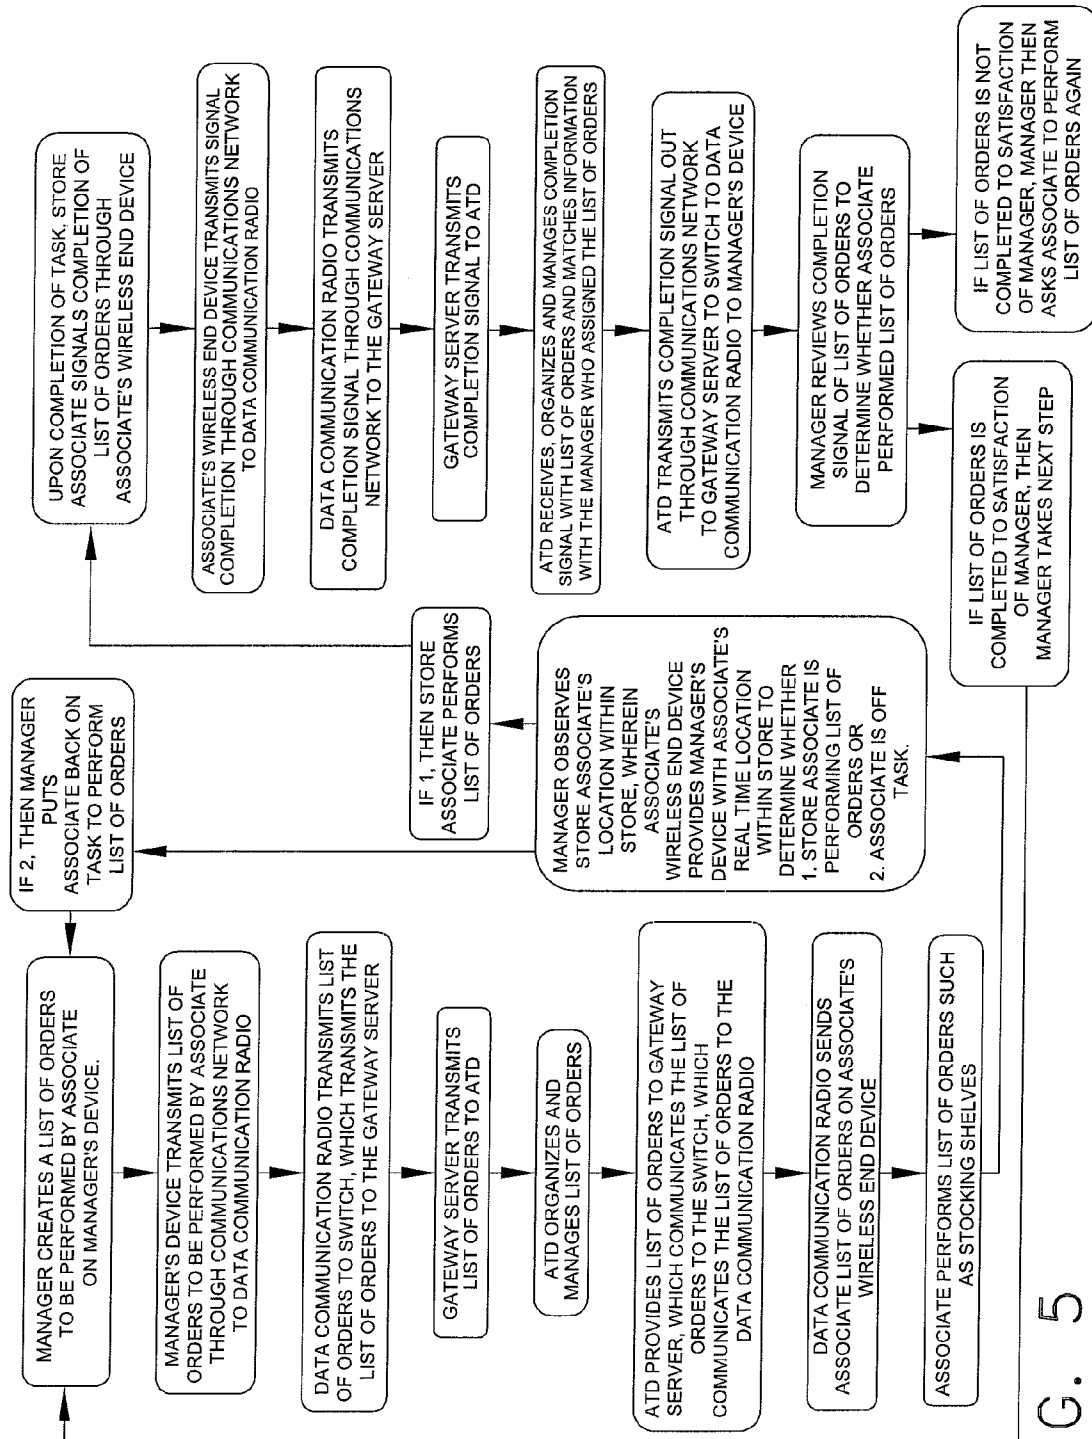 MANAGER CREATES A LIST OF ORDERS
TO BE PERFORMED BY ASSOCIATE
ON MANAGER'S DEVICE.
MANAGER'S DEVICE TRANSMITS LIST OF
ORDERS TO BE PERFORMED BY ASSOCIATE
THROUGH COMMUNICATIONS NETWORK
TO DATA COMMUNICATION RADIO
DATA COMMUNICATION RADIO TRANSMITS LIST
OF ORDERS TO SWITCH, WHICH TRANSMITS THE
LIST OF ORDERS TO THE GATEWAY SERVER
GATEWAY SERVER TRANSMITS
LIST OF ORDERS TO ATD
ATD ORGANIZES AND
MANAGES LIST OF ORDERS
ATD PROVIDES LIST OF ORDERS TO GATEWAY
SERVER, WHICH COMMUNICATES THE LIST OF
ORDERS TO THE SWITCH, WHICH
COMMUNICATES THE LIST OF ORDERS TO THE
DATA COMMUNICATION RADIO
DATA COMMUNICATION RADIO SENDS
ASSOCIATE LIST OF ORDERS ON ASSOCIATE'S
WIRELESS END DEVICE
ASSOCIATE PERFORMS LIST OF ORDERS SUCH
AS STOCKING SHELVES
IF 2, THEN MANAGER
PUTS
ASSOCIATE BACK ON
TASK TO PERFORM
LIST OF ORDERS
IF 1, THEN STORE
ASSOCIATE PERFORMS
LIST OF ORDERS
MANAGER OBSERVES
STORE ASSOCIATE'S
LOCATION WITHIN
STORE, WHEREIN
ASSOCIATE'S
WIRELESS END DEVICE
PROVIDES MANAGER'S
DEVICE WITH ASSOCIATE'S
REAL TIME LOCATION
WITHIN STORE TO
DETERMINE WHETHER
1. STORE ASSOCIATE IS
PERFORMING LIST OF
ORDERS OR
2. ASSOCIATE IS OFF
TASK.
UPON COMPLETION OF TASK, STORE
ASSOCIATE SIGNALS COMPLETION OF
LIST OF ORDERS THROUGH
ASSOCIATE'S WIRELESS END DEVICE
ASSOCIATE'S WIRELESS END DEVICE TRANSMITS SIGNAL
COMPLETION THROUGH COMMUNICATIONS NETWORK
TO DATA COMMUNICATION RADIO
DATA COMMUNICATION RADIO TRANSMITS
COMPLETION SIGNAL THROUGH COMMUNICATIONS
NETWORK TO THE GATEWAY SERVER
GATEWAY SERVER TRANSMITS
COMPLETION SIGNAL TO ATD
ATD RECEIVES, ORGANIZES AND MANAGES COMPLETION
SIGNAL WITH LIST OF ORDERS AND MATCHES INFORMATION
WITH THE MANAGER WHO ASSIGNED THE LIST OF ORDERS
ATD TRANSMITS COMPLETION SIGNAL OUT
THROUGH COMMUNICATIONS NETWORK
TO GATEWAY SERVER TO SWITCH TO DATA
COMMUNICATION RADIO TO MANAGER'S DEVICE
MANAGER REVIEWS COMPLETION
SIGNAL OF LIST OF ORDERS TO
DETERMINE WHETHER ASSOCIATE
PERFORMED LIST OF ORDERS
IF LIST OF ORDERS IS
COMPLETED TO SATISFACTION
OF MANAGER, THEN
MANAGER TAKES NEXT STEP
IF LIST OF ORDERS IS NOT
COMPLETED TO SATISFACTION
OF MANAGER, MANAGER THEN
ASKS ASSOCIATE TO PERFORM
LIST OF ORDERS AGAIN
G. 5